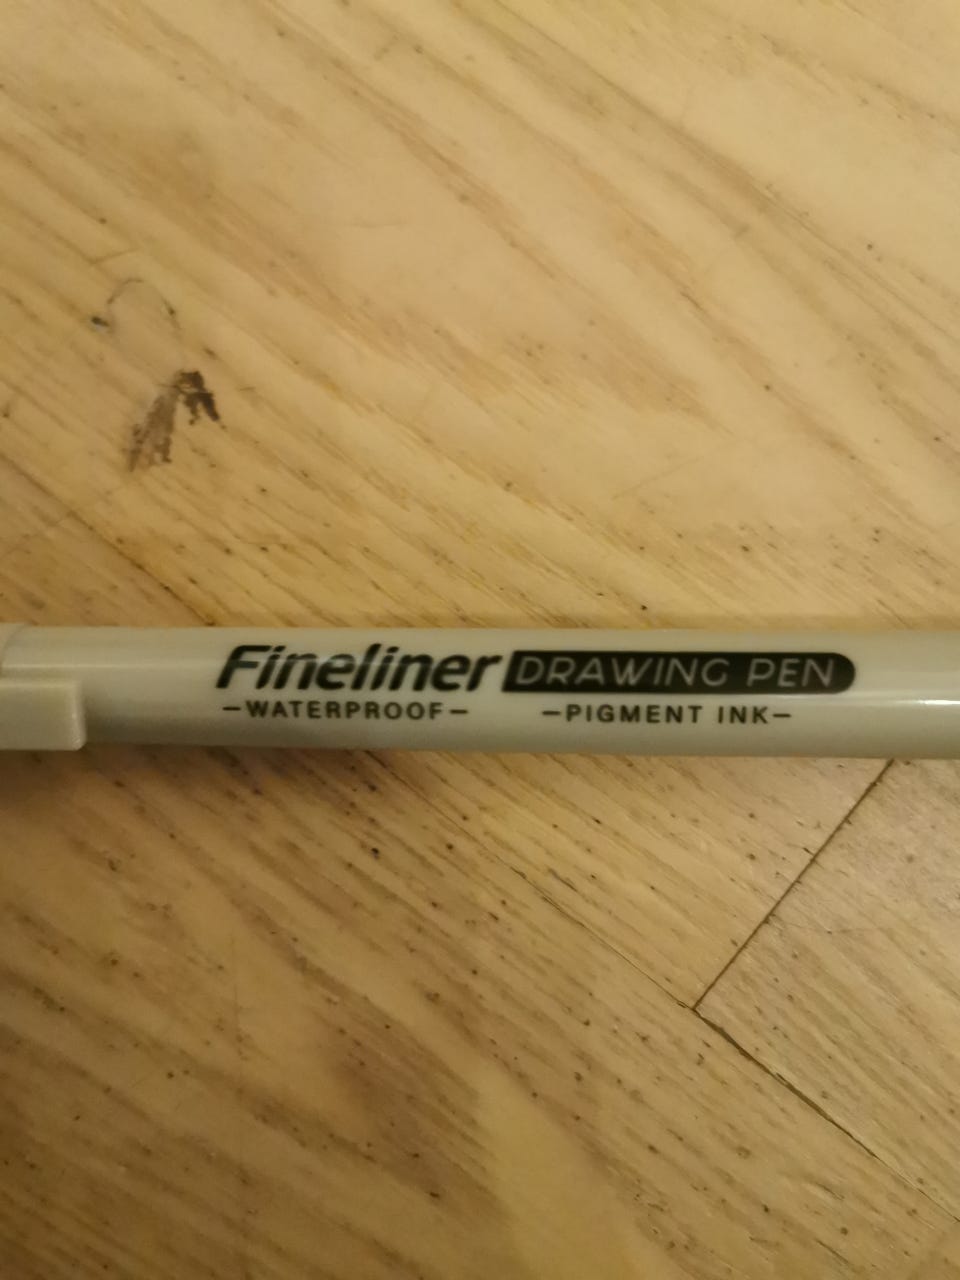 Fineliner DRAWING PEN
-WATERPROOF- -PIGMENT INK-